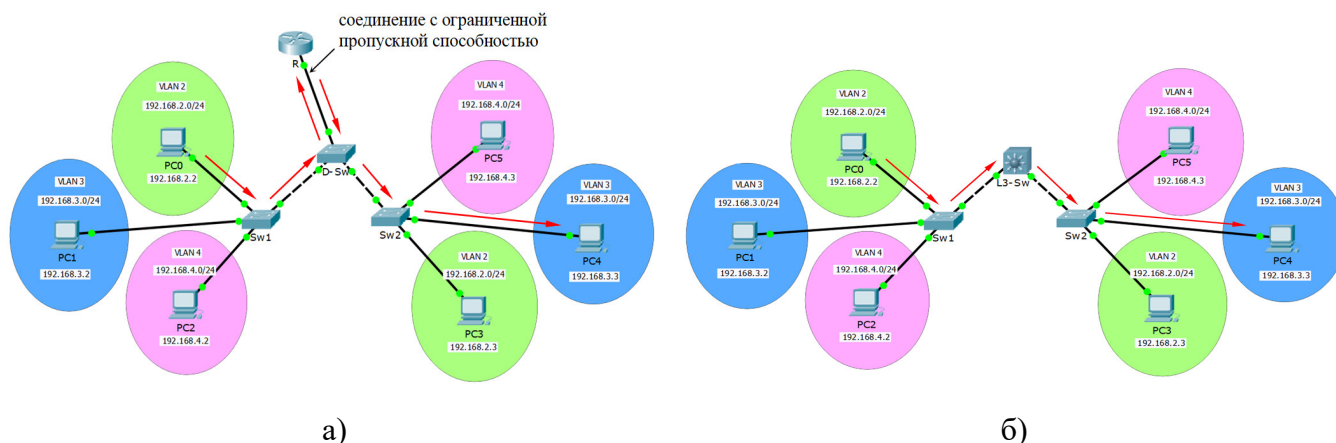 соединение с ограниченной
пропускной способностью
R
VLAN 2
192.168.2.0/24
PC0
192.168.2.2
VLAN 4
192.168.4.0/24
PC5
192.168.4.3
D-Sw
VLAN 3
192.168.3.0/24
PC1
192.168.3.2
Sw1
Sw2
VLAN 3
192.168.3.0/24
PC4
192.168.3.3
VLAN 4
192.168.4.0/24
PC2
192.168.4.2
VLAN 2
192.168.2.0/24
PC3
192.168.2.3
а)
VLAN 2
192.168.2.0/24
PC0
192.168.2.2
L3-Sw
VLAN 4
192.168.4.0/24
PC5
192.168.4.3
VLAN 3
192.168.3.0/24
PC1
192.168.3.2
Sw1
Sw2
VLAN 3
192.168.3.0/24
PC4
192.168.3.3
VLAN 4
192.168.4.0/24
PC2
192.168.4.2
VLAN 2
192.168.2.0/24
PC3
192.168.2.3
б)